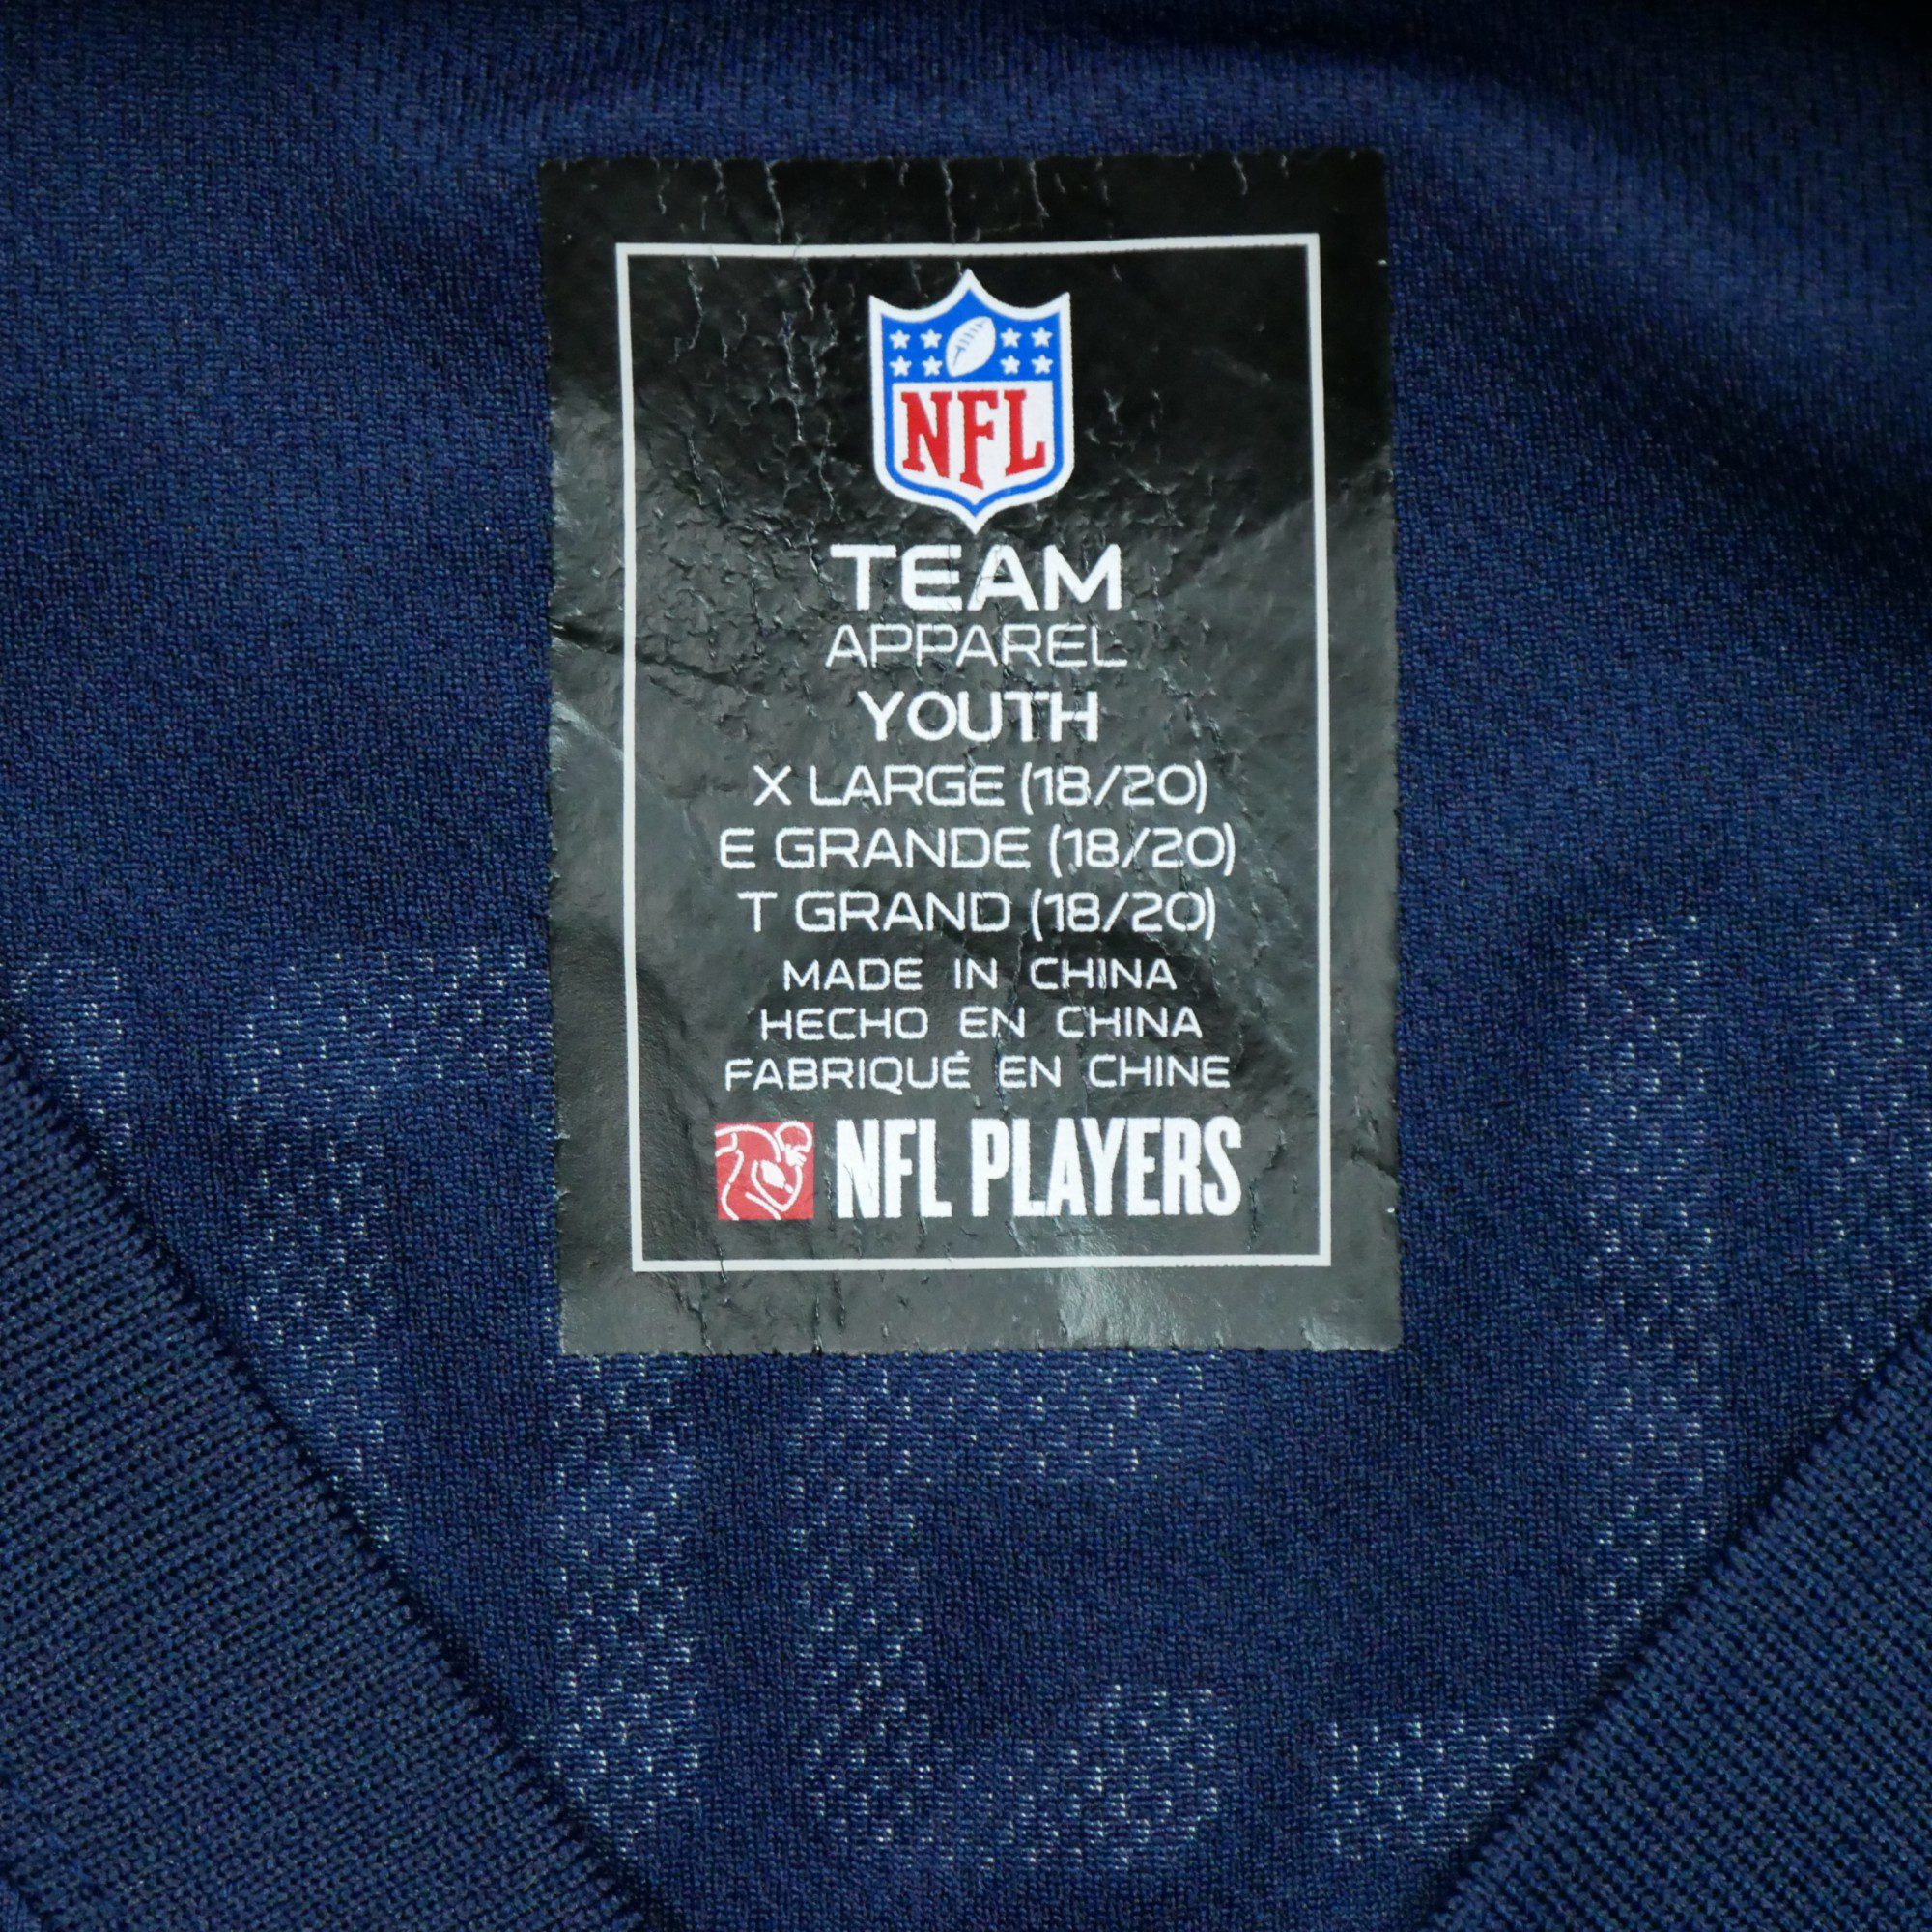 NFL
TEAM
APPAREL
YOUTH
X LARGE (18/20)
E GRANDE (18/20)
T GRAND (18/20)
MADE IN CHINA
HECHO EN CHINA
FABRIQUÉ EN CHINE
NFL PLAYERS